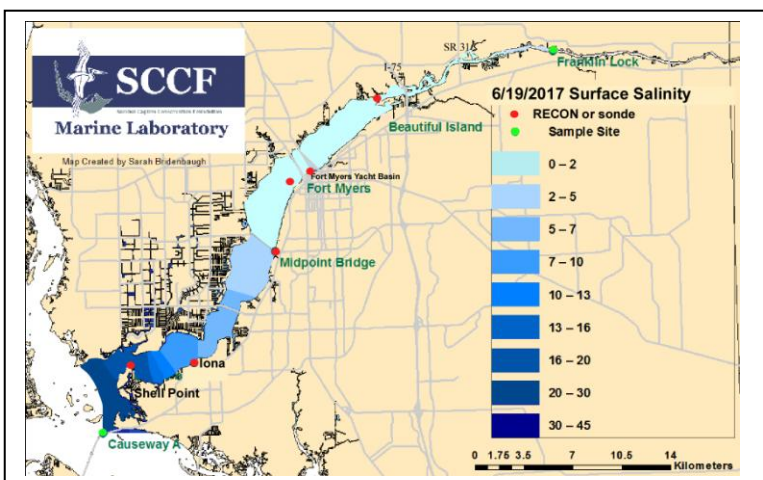 SCCF
Marine Laboratory
Map Created by Sarah Bridenbaugh
SR 31
I-75
Franklin Lock
Beautiful Island
Fort Myers Yacht Basin
Fort Myers
Midpoint Bridge
Iona
Shell Point
Causeway A
6/19/2017 Surface Salinity
RECON or sonde
Sample Site
0 – 2
2 – 5
5 – 7
7 – 10
10 – 13
13 – 16
16 – 20
20 – 30
30 – 45
0 1.75 3.5 7 10.5 14
Kilometers